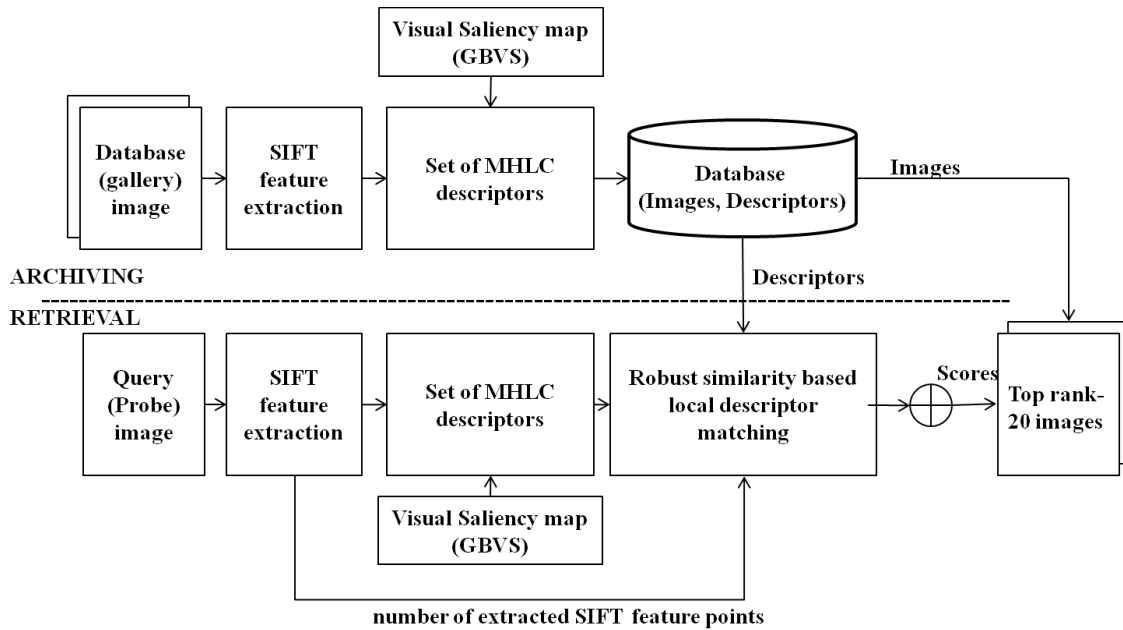 Visual Saliency map
(GBVS)
Database
(gallery)
image
SIFT
feature
extraction
Set of MHLC
descriptors
Database
(Images, Descriptors)
Images
ARCHIVING
Descriptors
RETRIEVAL
Query
(Probe)
image
SIFT
feature
extraction
Set of MHLC
descriptors
Robust similarity based
local descriptor
matching
Scores
Top rank-
20 images
Visual Saliency map
(GBVS)
number of extracted SIFT feature points